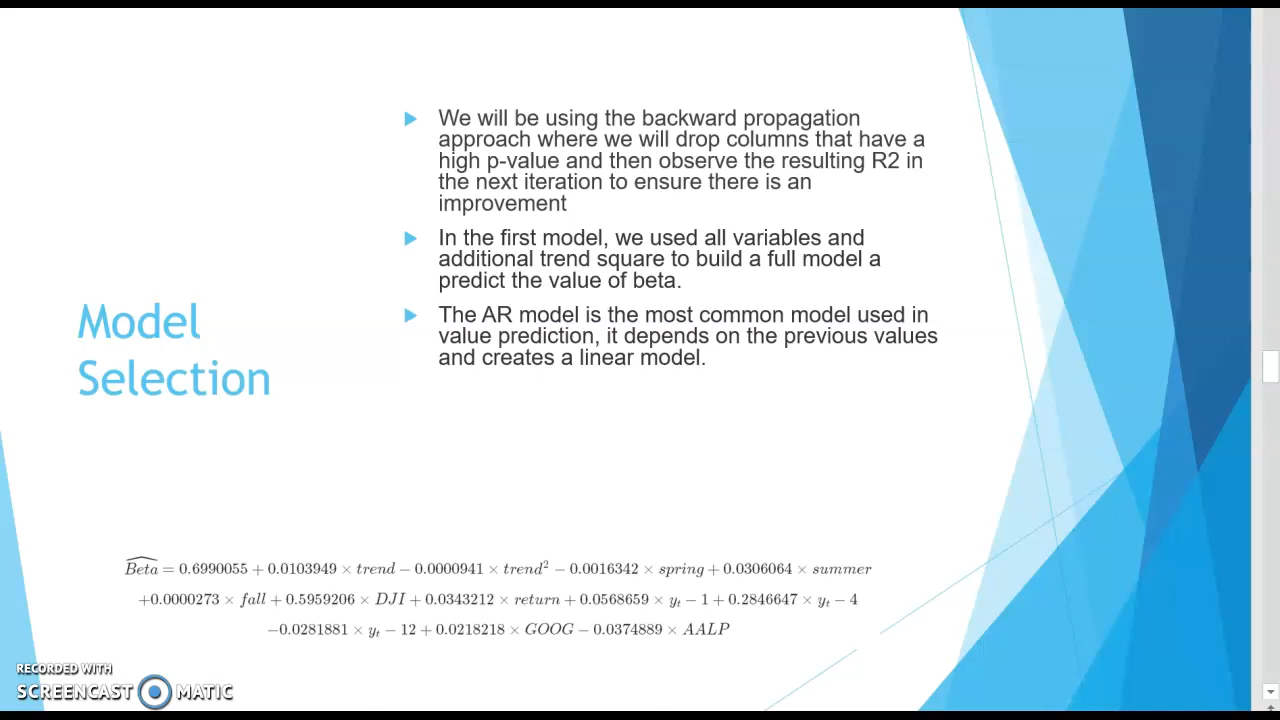 We will be using the backward propagation
approach where we will drop columns that have a
high p-value and then observe the resulting R2 in
the next iteration to ensure there is an
improvement
In the first model, we used all variables and
additional trend square to build a full model a
predict the value of beta.
The AR model is the most common model used in
value prediction, it depends on the previous values
and creates a linear model.
Model
Selection
\widehat{Beta} = 0.6990055 + 0.0103949 × trend − 0.0000941 × trend² − 0.0016342 × spring + 0.0306064 × summer
+0.0000273 × fall + 0.5959206 × DJI + 0.0343212 × return + 0.0568659 × yₜ − 1 + 0.2846647 × yₜ − 4
−0.0281881 × yₜ − 12 + 0.0218218 × GOOG − 0.0374889 × AALP
RECORDED WITH
SCREENCAST MATIC